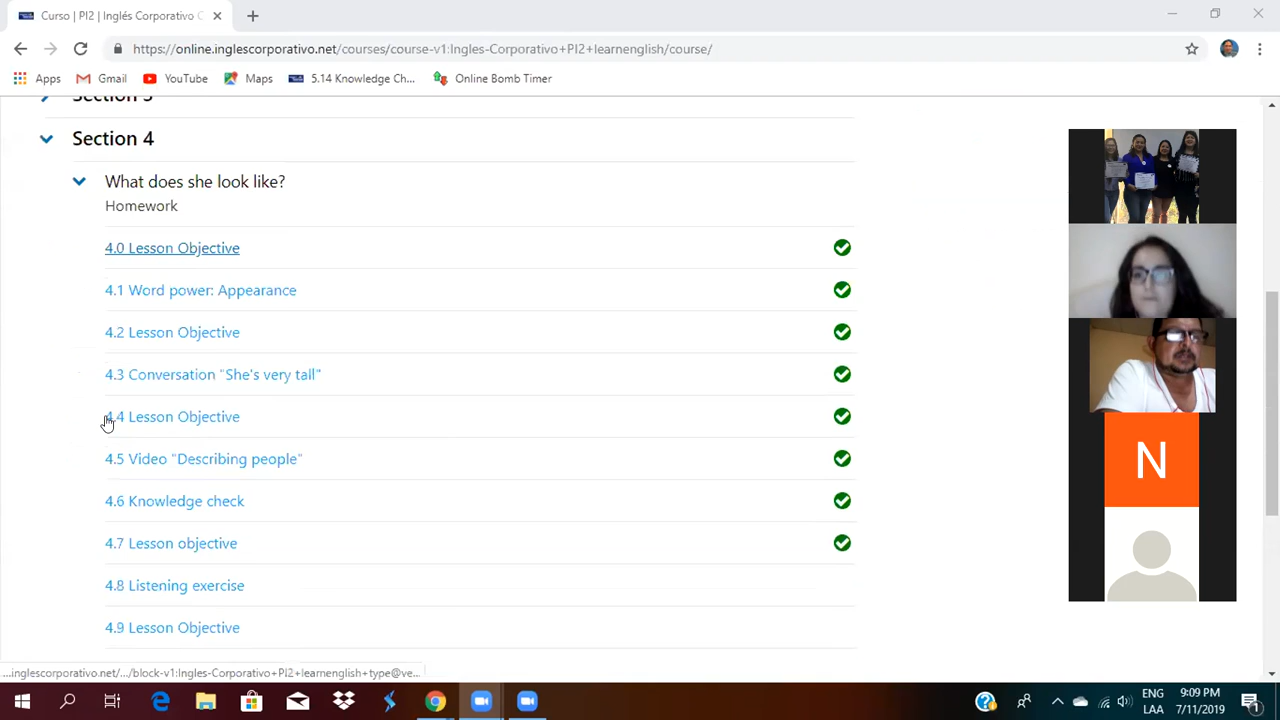 Curso | PI2 | Inglés Corporativo C
https://online.inglescorporativo.net/courses/course-v1:Ingles-Corporativo+PI2+learnenglish/course/
Apps Gmail YouTube Maps 5.14 Knowledge Ch... Online Bomb Timer
Section 3
Section 4
What does she look like?
Homework
4.0 Lesson Objective
4.1 Word power: Appearance
4.2 Lesson Objective
4.3 Conversation "She's very tall"
4.4 Lesson Objective
4.5 Video "Describing people"
4.6 Knowledge check
4.7 Lesson objective
4.8 Listening exercise
4.9 Lesson Objective
N
...inglescorporativo.net/.../block-v1:Ingles-Corporativo+PI2+learnenglish+type@ve...
ENG 9:09 PM
LAA 7/11/2019
1